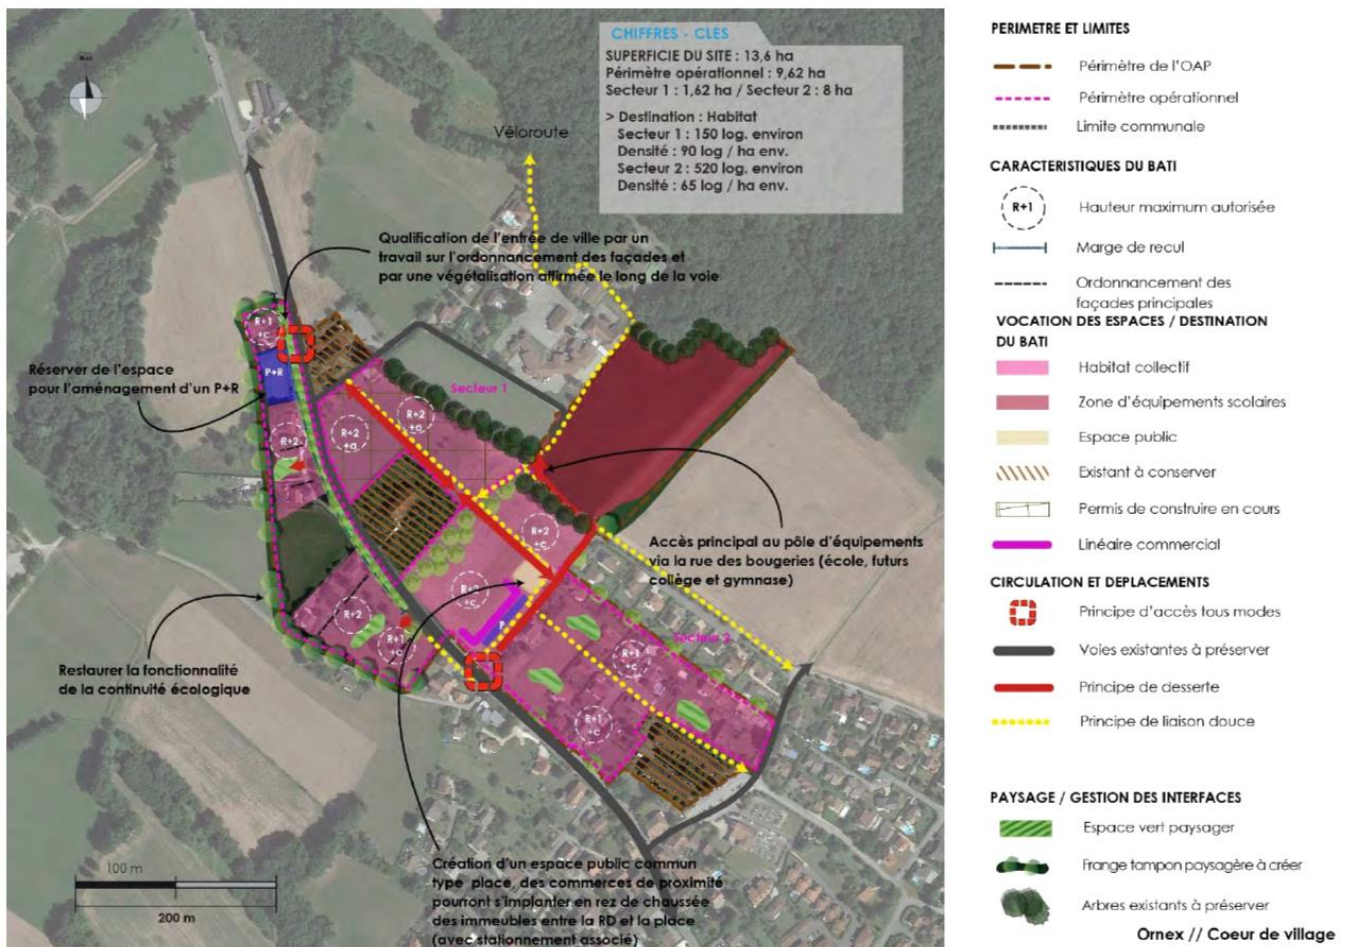 CHIFFRES - CLES
SUPERFICIE DU SITE : 13,6 ha
Périmètre opérationnel : 9,62 ha
Secteur 1 : 1,62 ha / Secteur 2 : 8 ha
> Destination : Habitat
Secteur 1 : 150 log. environ
Densité : 90 log / ha env.
Secteur 2 : 520 log. environ
Densité : 65 log / ha env.
Véloroute
Qualification de l'entrée de ville par un
travail sur l'ordonnancement des façades et
par une végétalisation affirmée le long de la voie
R+1
+c
Réserver de l'espace
pour l'aménagement d'un P+R
P+R
Secteur 1
R+2
+a
R+2
+a
R+2
R+2
+c
Accès principal au pôle d'équipements
via la rue des bougeries (école, futurs
collège et gymnase)
R+2
+c
P
R+2
R+1
+c
Secteur 2
R+1
+c
R+1
+c
Restaurer la fonctionnalité
de la continuité écologique
Création d'un espace public commun
type place, des commerces de proximité
pourront s'implanter en rez de chaussée
des immeubles entre la RD et la place
(avec stationnement associé)
100 m
200 m
PERIMETRE ET LIMITES
Périmètre de l'OAP
Périmètre opérationnel
Limite communale
CARACTERISTIQUES DU BATI
R+1
Hauteur maximum autorisée
Marge de recul
Ordonnancement des
façades principales
VOCATION DES ESPACES / DESTINATION
DU BATI
Habitat collectif
Zone d'équipements scolaires
Espace public
Existant à conserver
Permis de construire en cours
Linéaire commercial
CIRCULATION ET DEPLACEMENTS
Principe d'accès tous modes
Voies existantes à préserver
Principe de desserte
Principe de liaison douce
PAYSAGE / GESTION DES INTERFACES
Espace vert paysager
Frange tampon paysagère à créer
Arbres existants à préserver
Ornex // Coeur de village